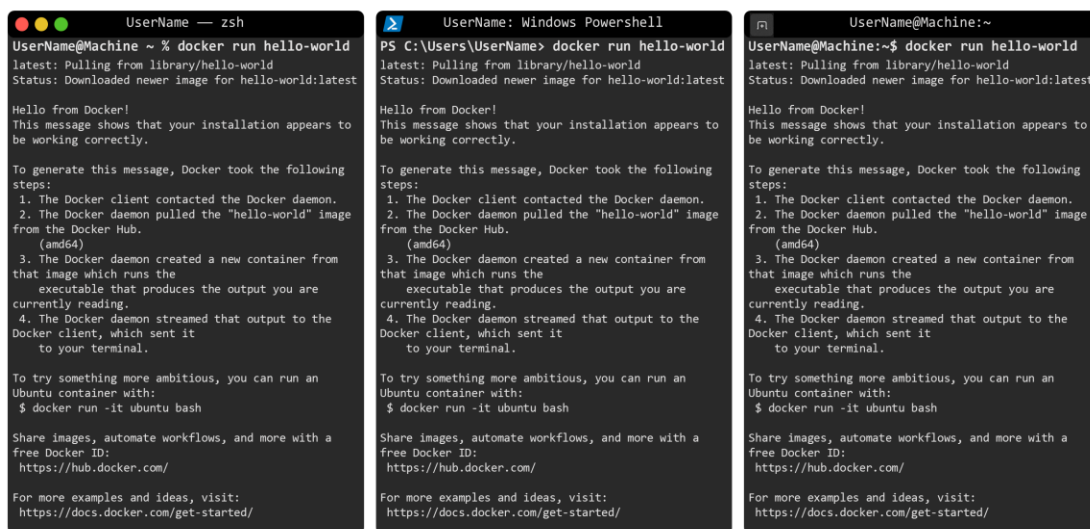 UserName — zsh
UserName@Machine ~ % docker run hello-world
latest: Pulling from library/hello-world
Status: Downloaded newer image for hello-world:latest
Hello from Docker!
This message shows that your installation appears to
be working correctly.
To generate this message, Docker took the following
steps:
1. The Docker client contacted the Docker daemon.
2. The Docker daemon pulled the "hello-world" image
from the Docker Hub.
(amd64)
3. The Docker daemon created a new container from
that image which runs the
executable that produces the output you are
currently reading.
4. The Docker daemon streamed that output to the
Docker client, which sent it
to your terminal.
To try something more ambitious, you can run an
Ubuntu container with:
$ docker run -it ubuntu bash
Share images, automate workflows, and more with a
free Docker ID:
https://hub.docker.com/
For more examples and ideas, visit:
https://docs.docker.com/get-started/
UserName: Windows Powershell
PS C:\Users\UserName> docker run hello-world
latest: Pulling from library/hello-world
Status: Downloaded newer image for hello-world:latest
Hello from Docker!
This message shows that your installation appears to
be working correctly.
To generate this message, Docker took the following
steps:
1. The Docker client contacted the Docker daemon.
2. The Docker daemon pulled the "hello-world" image
from the Docker Hub.
(amd64)
3. The Docker daemon created a new container from
that image which runs the
executable that produces the output you are
currently reading.
4. The Docker daemon streamed that output to the
Docker client, which sent it
to your terminal.
To try something more ambitious, you can run an
Ubuntu container with:
$ docker run -it ubuntu bash
Share images, automate workflows, and more with a
free Docker ID:
https://hub.docker.com/
For more examples and ideas, visit:
https://docs.docker.com/get-started/
UserName@Machine:~
UserName@Machine:~$ docker run hello-world
latest: Pulling from library/hello-world
Status: Downloaded newer image for hello-world:latest
Hello from Docker!
This message shows that your installation appears to
be working correctly.
To generate this message, Docker took the following
steps:
1. The Docker client contacted the Docker daemon.
2. The Docker daemon pulled the "hello-world" image
from the Docker Hub.
(amd64)
3. The Docker daemon created a new container from
that image which runs the
executable that produces the output you are
currently reading.
4. The Docker daemon streamed that output to the
Docker client, which sent it
to your terminal.
To try something more ambitious, you can run an
Ubuntu container with:
$ docker run -it ubuntu bash
Share images, automate workflows, and more with a
free Docker ID:
https://hub.docker.com/
For more examples and ideas, visit:
https://docs.docker.com/get-started/